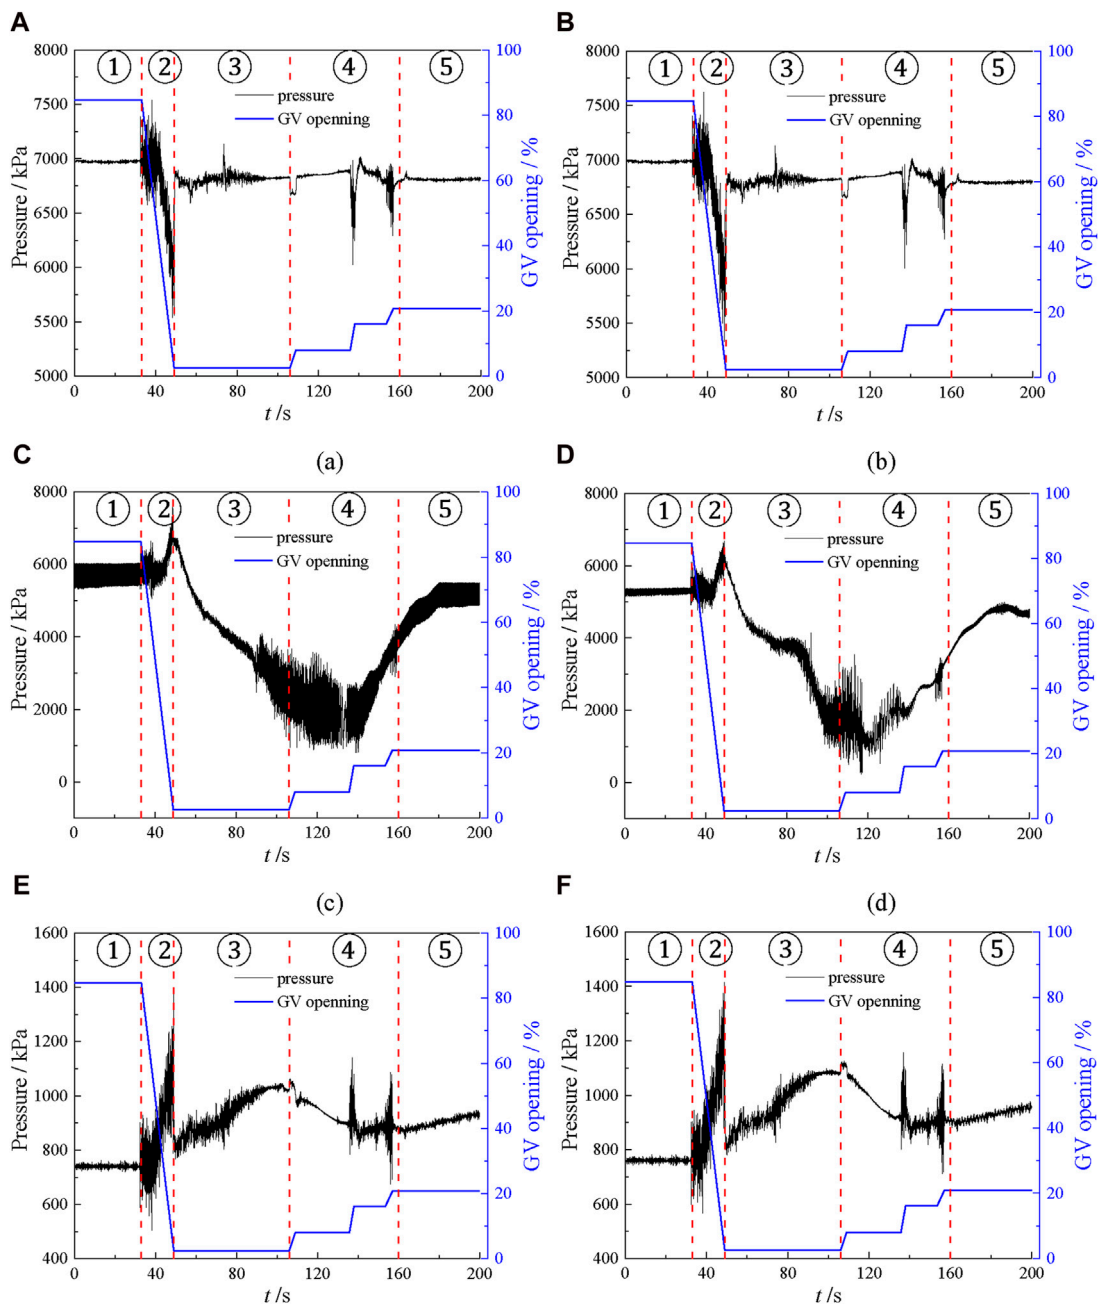 A
① ② ③ ④ ⑤
pressure
GV openning
8000
7500
7000
6500
6000
5500
5000
Pressure / kPa
100
80
60
40
20
0
GV opening / %
0 40 80 120 160 200
t /s
(a)
B
① ② ③ ④ ⑤
pressure
GV openning
8000
7500
7000
6500
6000
5500
5000
Pressure / kPa
100
80
60
40
20
0
GV opening / %
0 40 80 120 160 200
t /s
(b)
C
① ② ③ ④ ⑤
pressure
GV openning
8000
6000
4000
2000
0
Pressure / kPa
100
80
60
40
20
0
GV opening / %
0 40 80 120 160 200
t /s
(c)
D
① ② ③ ④ ⑤
pressure
GV openning
8000
6000
4000
2000
0
Pressure / kPa
100
80
60
40
20
0
GV opening / %
0 40 80 120 160 200
t /s
(d)
E
① ② ③ ④ ⑤
pressure
GV openning
1600
1400
1200
1000
800
600
400
Pressure / kPa
100
80
60
40
20
0
GV opening / %
0 40 80 120 160 200
t /s
F
① ② ③ ④ ⑤
pressure
GV openning
1600
1400
1200
1000
800
600
400
Pressure / kPa
100
80
60
40
20
0
GV opening / %
0 40 80 120 160 200
t /s